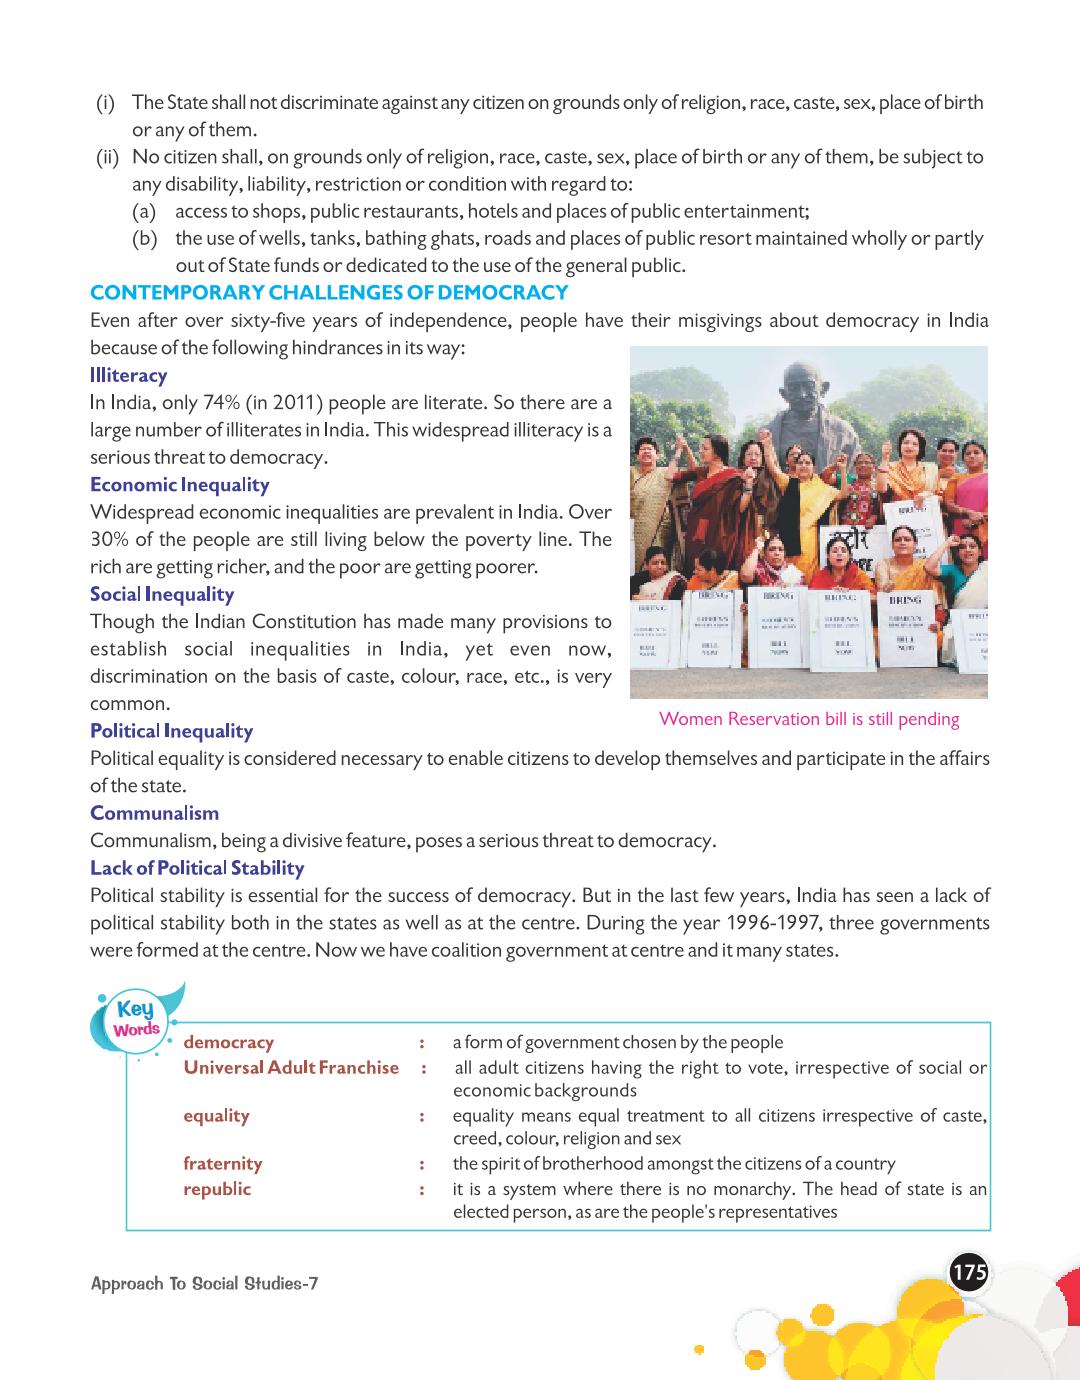 (i) The State shall not discriminate against any citizen on grounds only of religion, race, caste, sex, place of birth
or any of them.
(ii) No citizen shall, on grounds only of religion, race, caste, sex, place of birth or any of them, be subject to
any disability, liability, restriction or condition with regard to:
(a) access to shops, public restaurants, hotels and places of public entertainment;
(b) the use of wells, tanks, bathing ghats, roads and places of public resort maintained wholly or partly
out of State funds or dedicated to the use of the general public.
CONTEMPORARY CHALLENGES OF DEMOCRACY
Even after over sixty-five years of independence, people have their misgivings about democracy in India
because of the following hindrances in its way:
Illiteracy
In India, only 74% (in 2011) people are literate. So there are a
large number of illiterates in India. This widespread illiteracy is a
serious threat to democracy.
Economic Inequality
Widespread economic inequalities are prevalent in India. Over
30% of the people are still living below the poverty line. The
rich are getting richer, and the poor are getting poorer.
Social Inequality
Though the Indian Constitution has made many provisions to
establish social inequalities in India, yet even now,
discrimination on the basis of caste, colour, race, etc., is very
common.
BRING
BRING
BRING
BRING
BRING
BILL
NOW
BILL
NOW
BILL
NOW
BILL
NOW
Women Reservation bill is still pending
Political Inequality
Political equality is considered necessary to enable citizens to develop themselves and participate in the affairs
of the state.
Communalism
Communalism, being a divisive feature, poses a serious threat to democracy.
Lack of Political Stability
Political stability is essential for the success of democracy. But in the last few years, India has seen a lack of
political stability both in the states as well as at the centre. During the year 1996-1997, three governments
were formed at the centre. Now we have coalition government at centre and it many states.
Key
Words
democracy : a form of government chosen by the people
Universal Adult Franchise : all adult citizens having the right to vote, irrespective of social or
economic backgrounds
equality : equality means equal treatment to all citizens irrespective of caste,
creed, colour, religion and sex
fraternity : the spirit of brotherhood amongst the citizens of a country
republic : it is a system where there is no monarchy. The head of state is an
elected person, as are the people's representatives
Approach To Social Studies-7
175